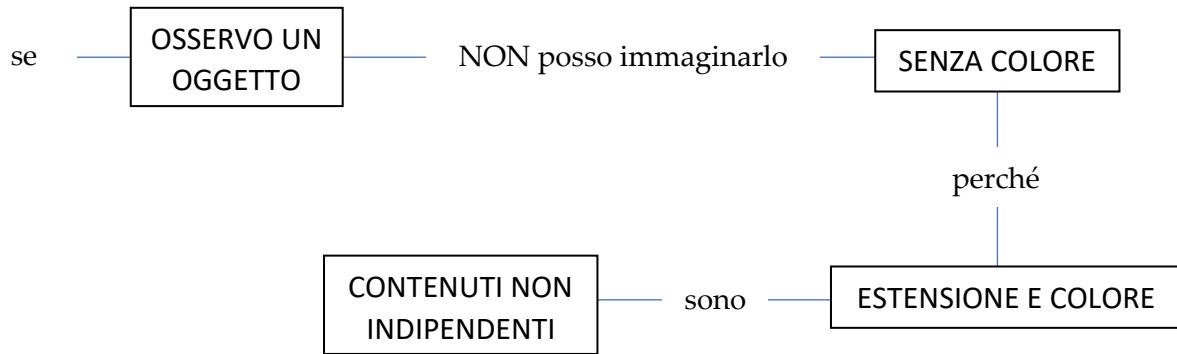 se
OSSERVO UN
OGGETTO
NON posso immaginarlo
SENZA COLORE
perché
ESTENSIONE E COLORE
sono
CONTENUTI NON
INDIPENDENTI